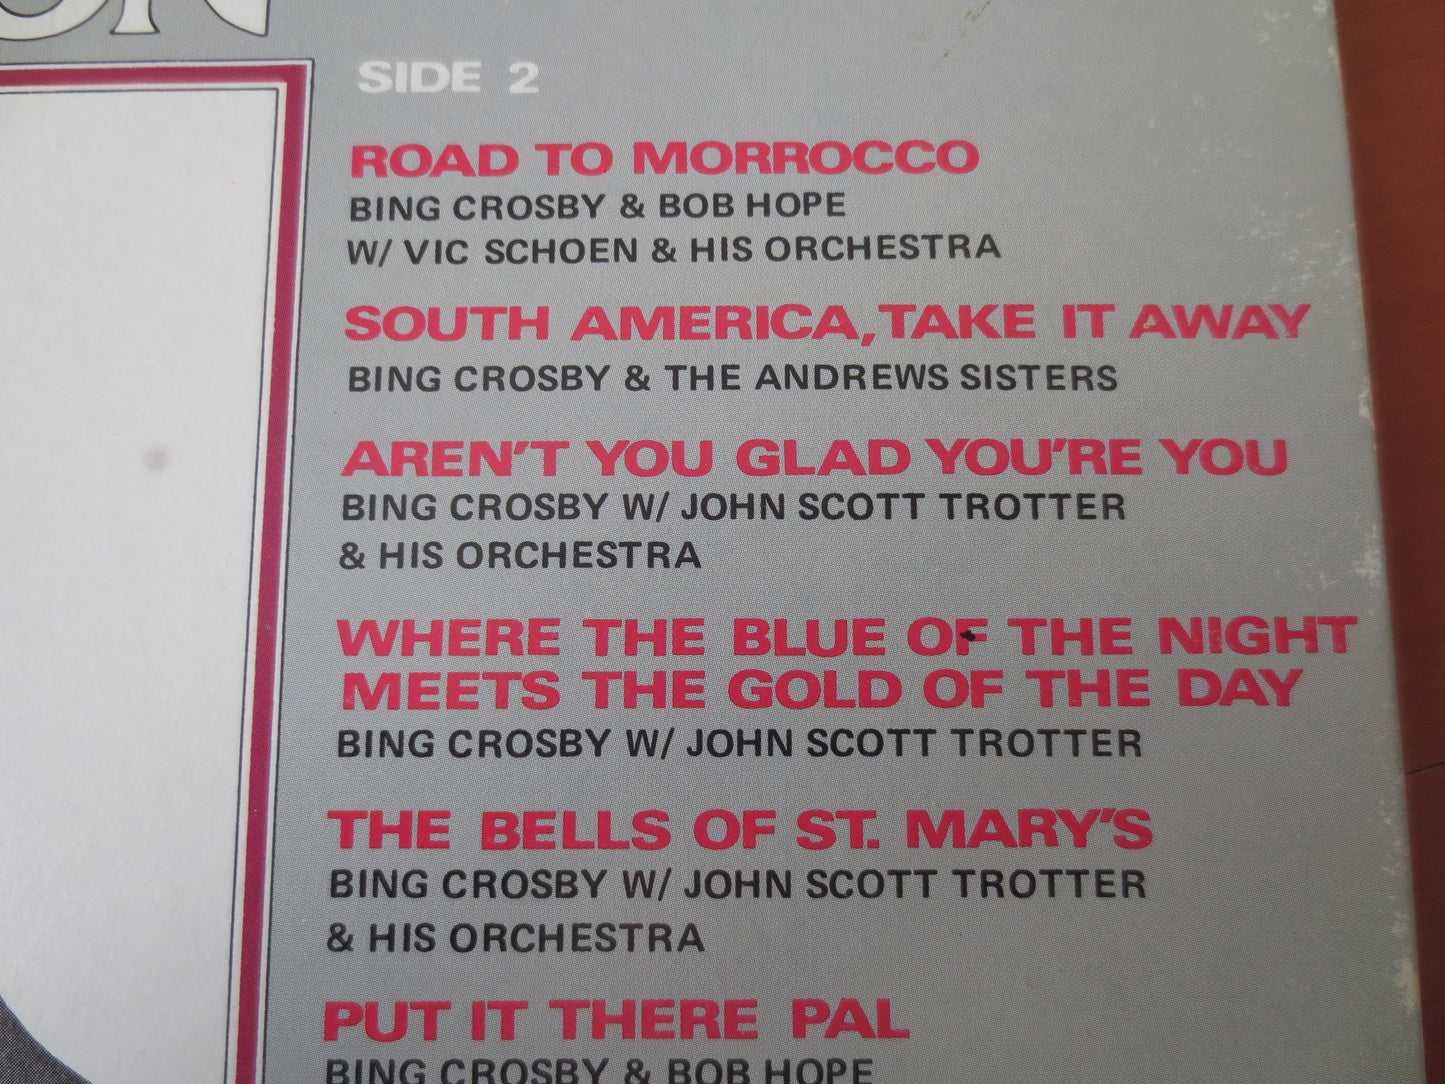 SIDE 2
ROAD TO MORROCCO
BING CROSBY & BOB HOPE
W/ VIC SCHOEN & HIS ORCHESTRA
SOUTH AMERICA, TAKE IT AWAY
BING CROSBY & THE ANDREWS SISTERS
AREN'T YOU GLAD YOU'RE YOU
BING CROSBY W/ JOHN SCOTT TROTTER
& HIS ORCHESTRA
WHERE THE BLUE OF THE NIGHT
MEETS THE GOLD OF THE DAY
BING CROSBY W/ JOHN SCOTT TROTTER
THE BELLS OF ST. MARY'S
BING CROSBY W/ JOHN SCOTT TROTTER
& HIS ORCHESTRA
PUT IT THERE PAL
BING CROSBY & BOB HOPE